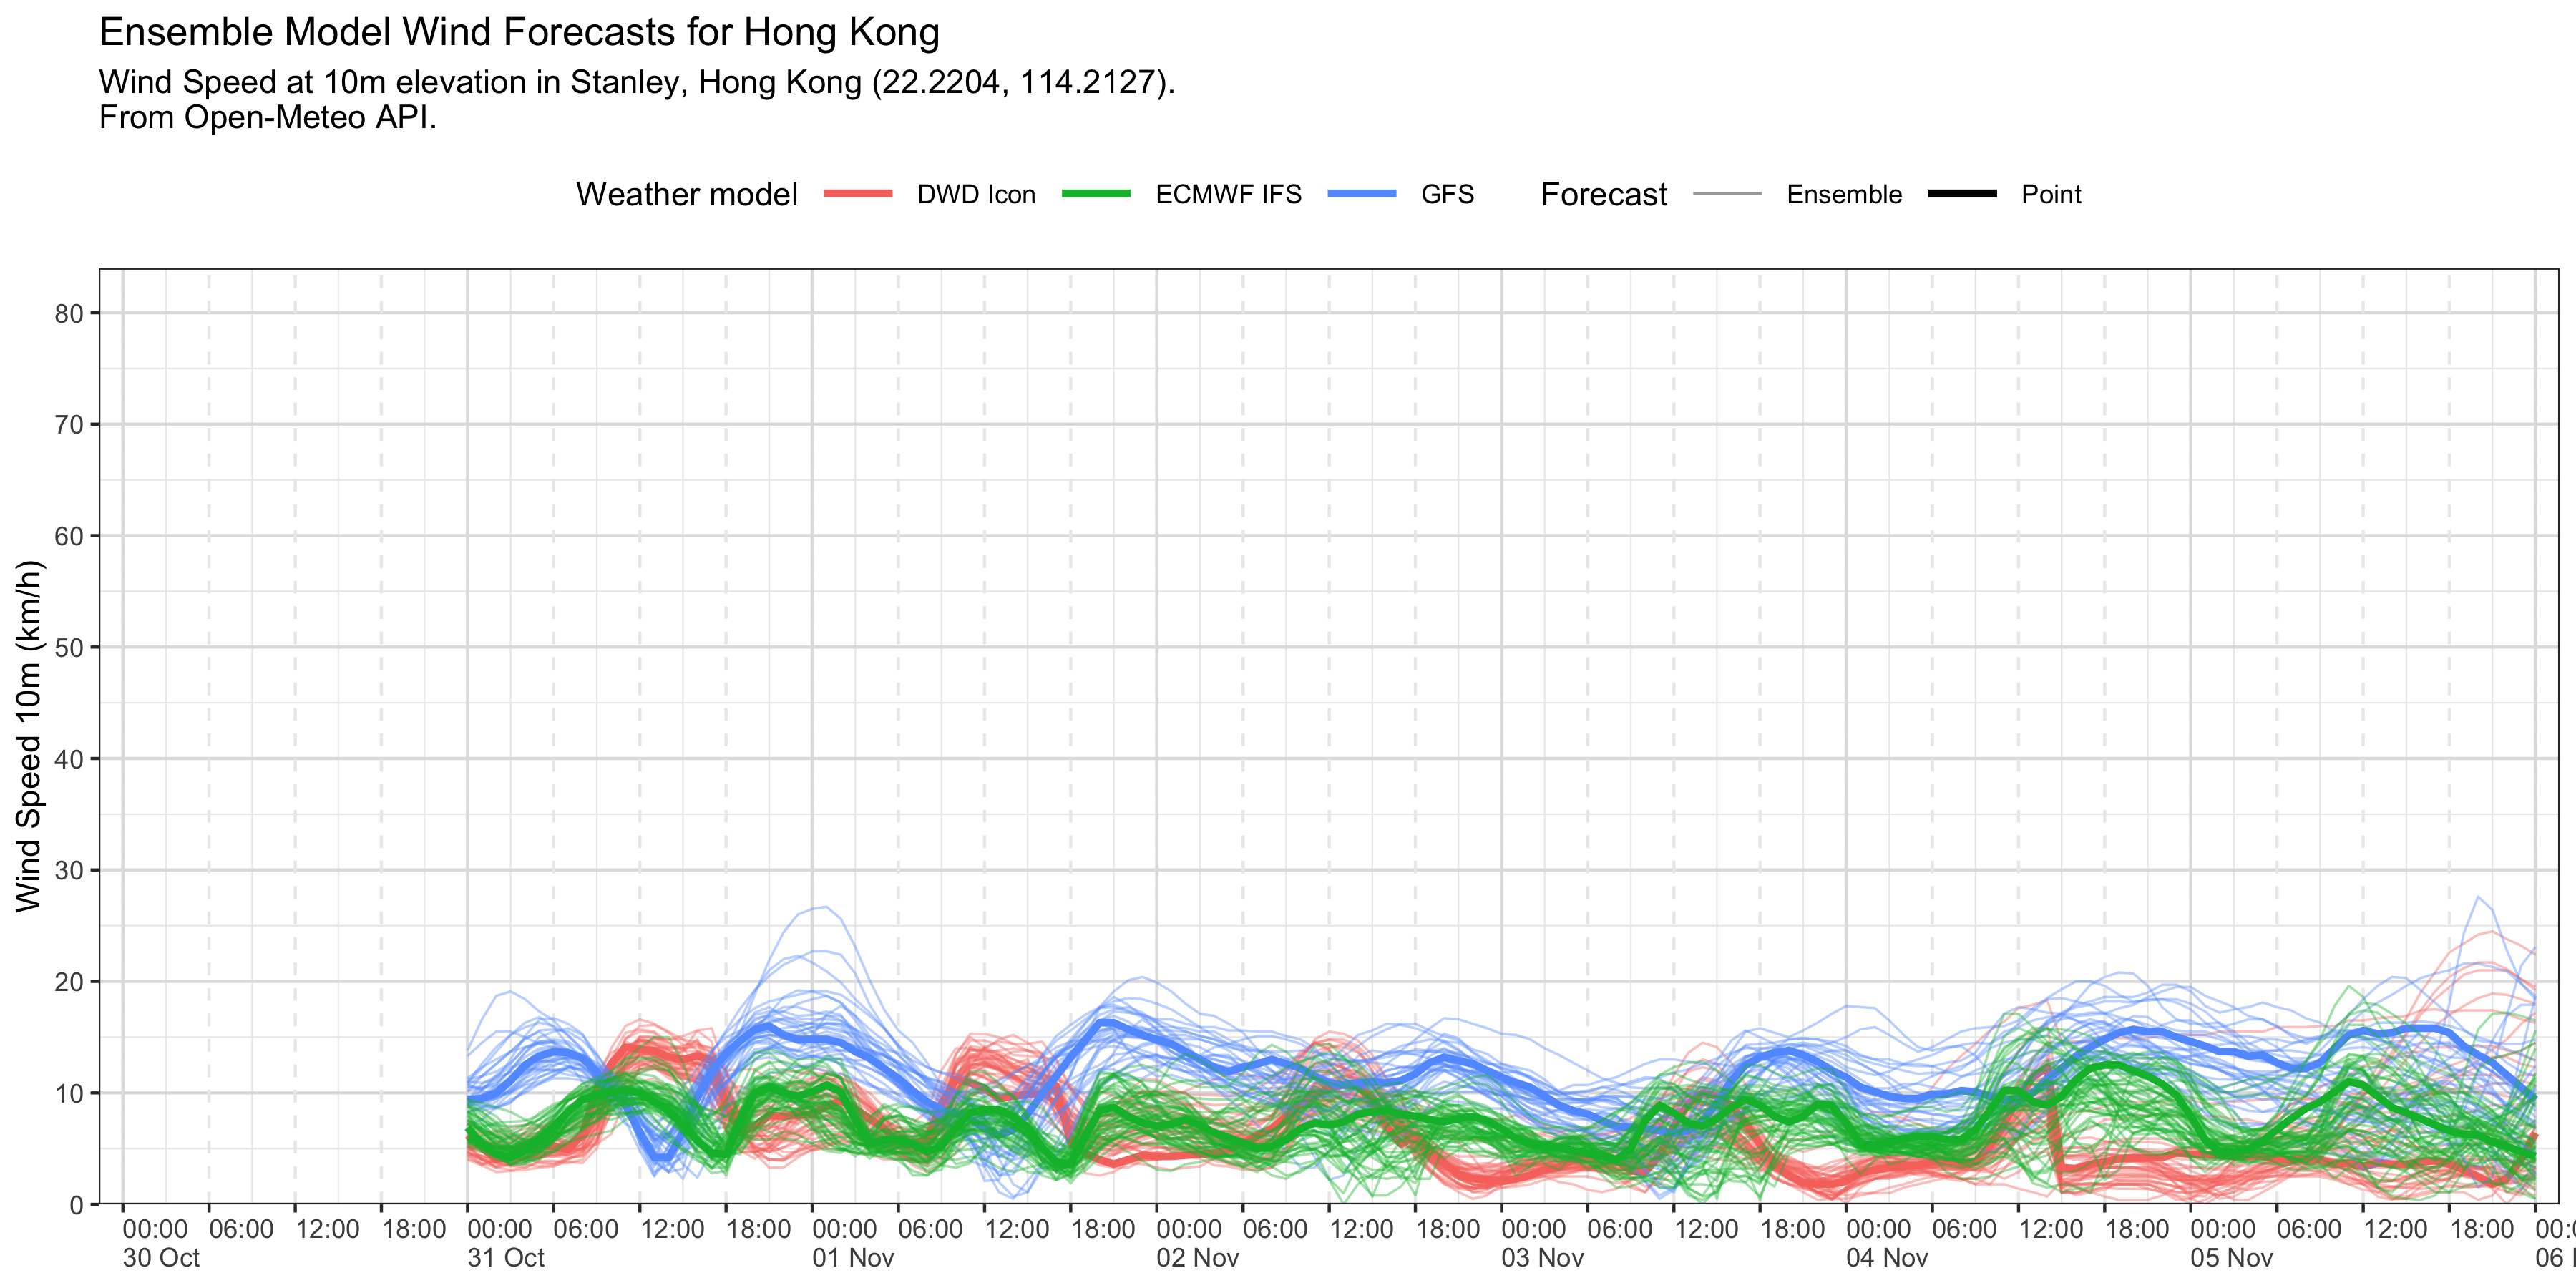 Ensemble Model Wind Forecasts for Hong Kong
Wind Speed at 10m elevation in Stanley, Hong Kong (22.2204, 114.2127).
From Open-Meteo API.
Weather model DWD Icon ECMWF IFS GFS Forecast Ensemble Point
Wind Speed 10m (km/h)
80
70
60
50
40
30
20
10
0
00:00 06:00 12:00 18:00 00:00 06:00 12:00 18:00 00:00 06:00 12:00 18:00 00:00 06:00 12:00 18:00 00:00 06:00 12:00 18:00 00:00 06:00 12:00 18:00 00:00 06:00 12:00 18:00
30 Oct 31 Oct 01 Nov 02 Nov 03 Nov 04 Nov 05 Nov 06